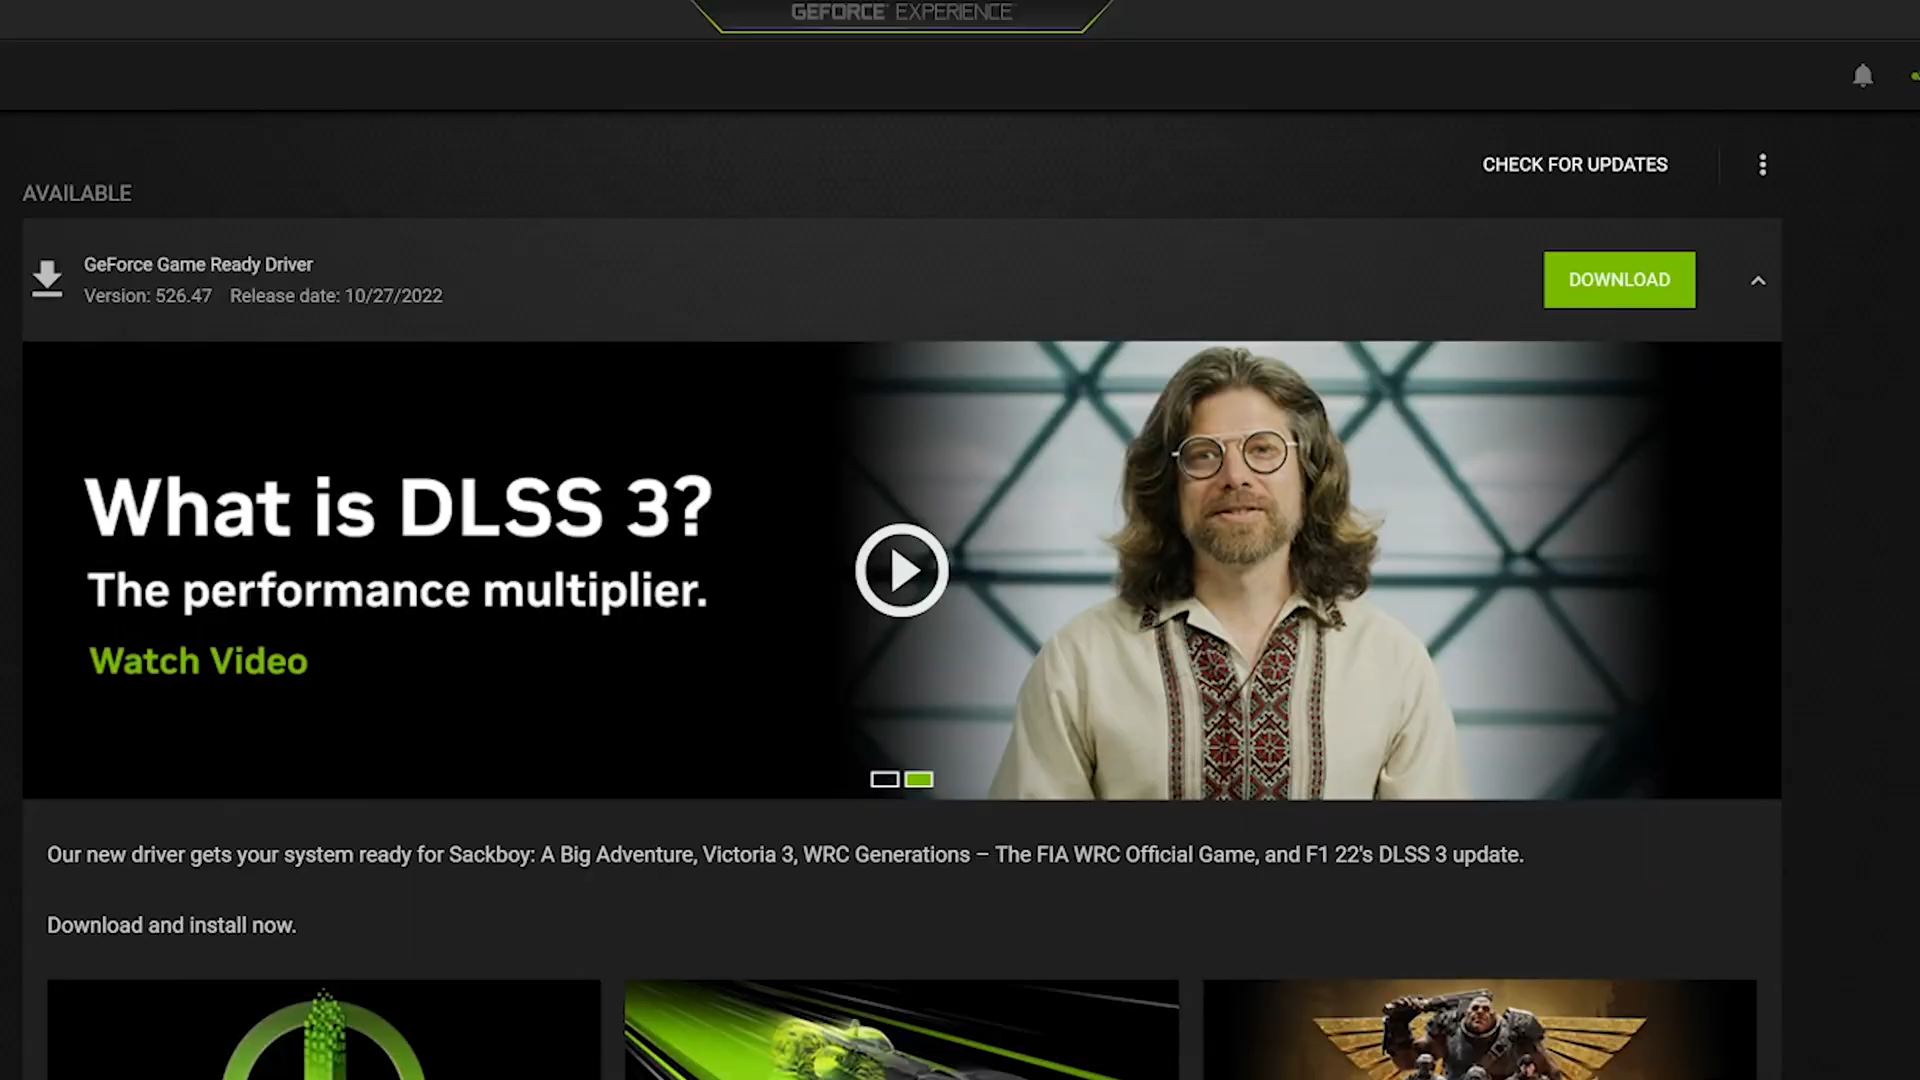 GEFORCE EXPERIENCE
CHECK FOR UPDATES
AVAILABLE
GeForce Game Ready Driver
Version: 526.47 Release date: 10/27/2022
DOWNLOAD
What is DLSS 3?
The performance multiplier.
Watch Video
Our new driver gets your system ready for Sackboy: A Big Adventure, Victoria 3, WRC Generations – The FIA WRC Official Game, and F1 22's DLSS 3 update.
Download and install now.